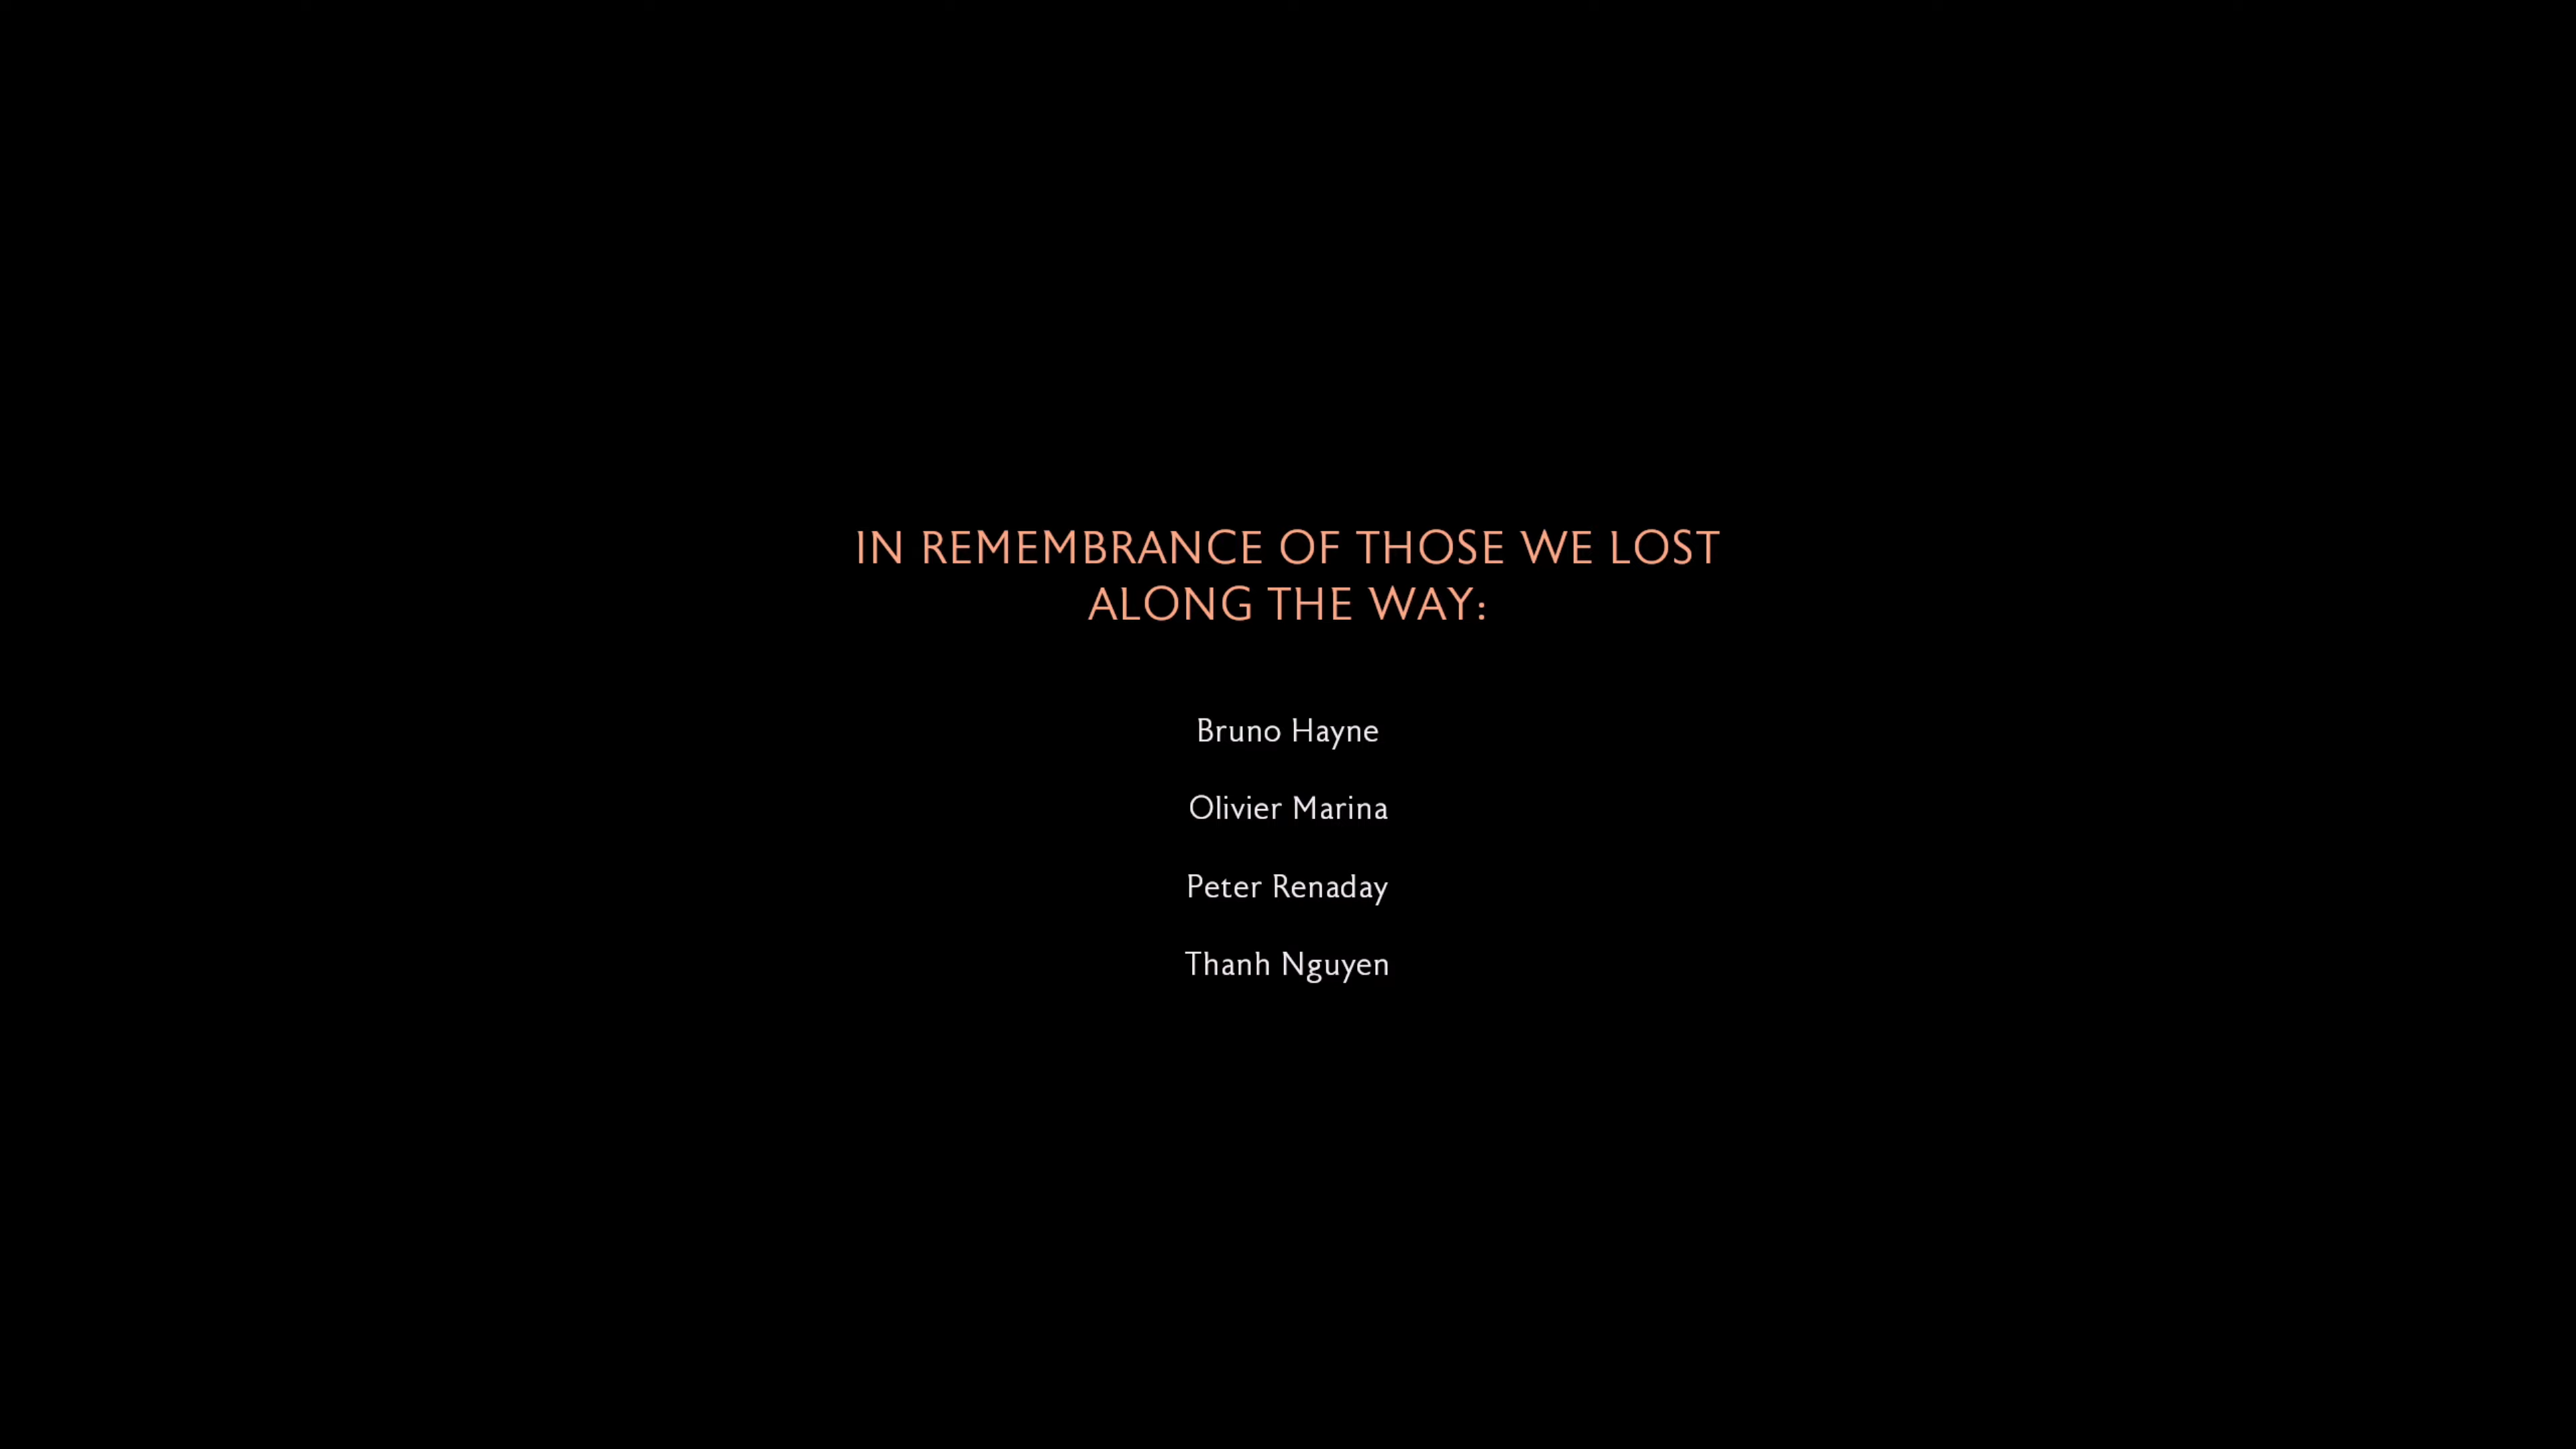 IN REMEMBRANCE OF THOSE WE LOST
ALONG THE WAY:
Bruno Hayne
Olivier Marina
Peter Renaday
Thanh Nguyen